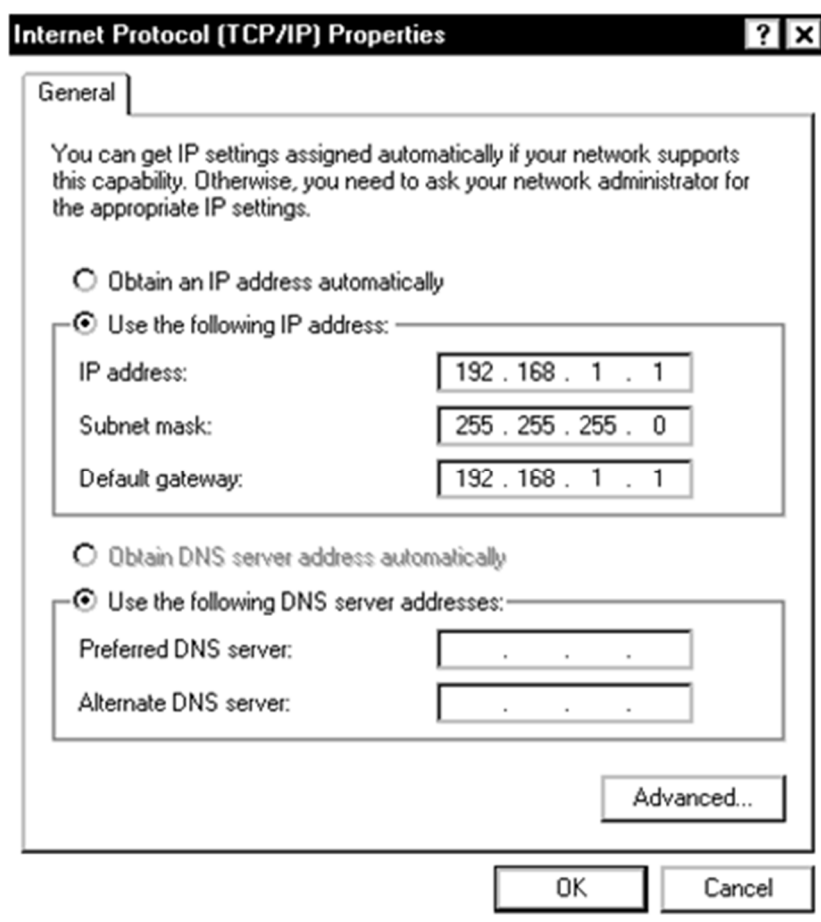 Internet Protocol (TCP/IP) Properties ? X
General
You can get IP settings assigned automatically if your network supports
this capability. Otherwise, you need to ask your network administrator for
the appropriate IP settings.
Obtain an IP address automatically
Use the following IP address:
IP address: 192 . 168 . 1 . 1
Subnet mask: 255 . 255 . 255 . 0
Default gateway: 192 . 168 . 1 . 1
Obtain DNS server address automatically
Use the following DNS server addresses:
Preferred DNS server: . . .
Alternate DNS server: . . .
Advanced...
OK Cancel